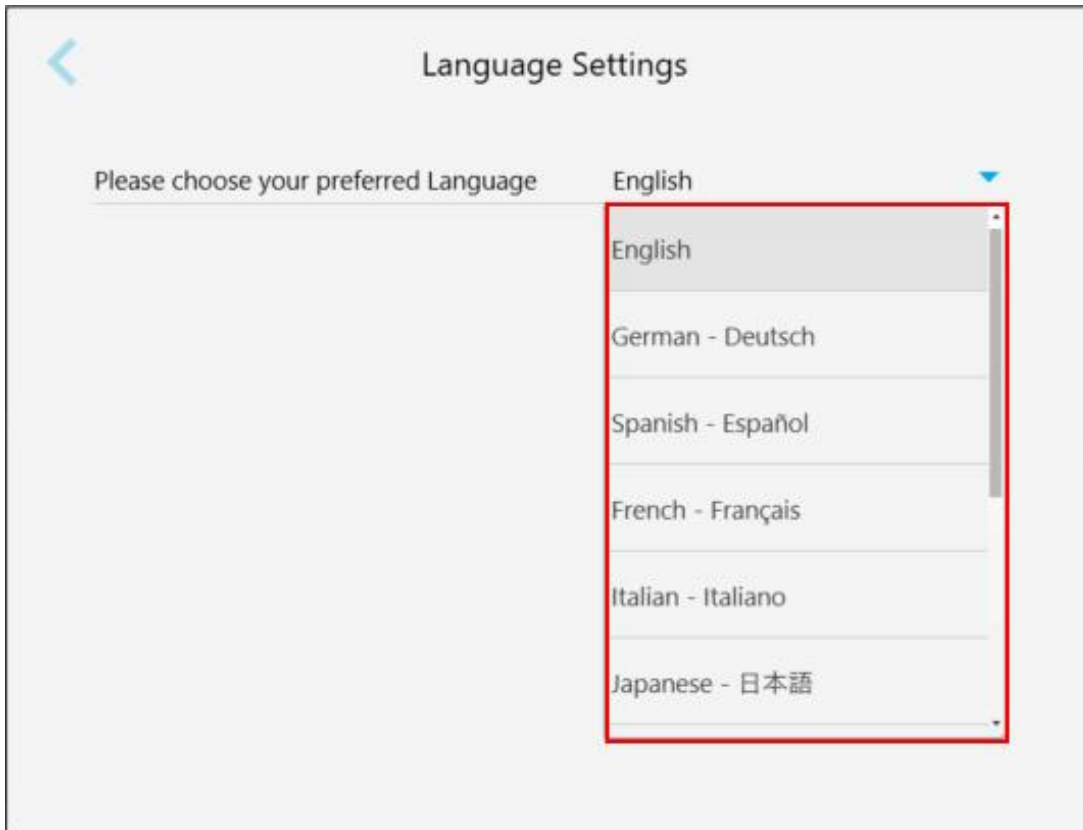 Language Settings
Please choose your preferred Language English
English
German - Deutsch
Spanish - Español
French - Français
Italian - Italiano
Japanese - 日本語